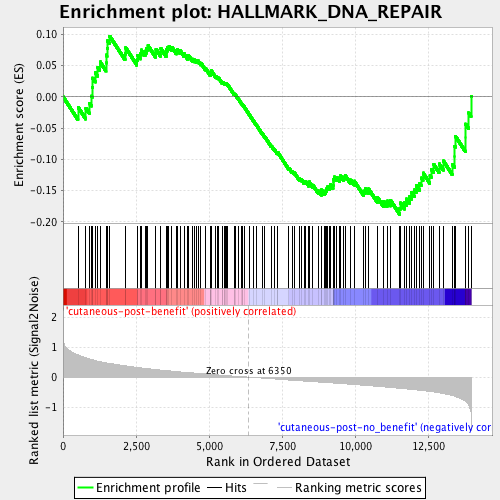 Enrichment plot: HALLMARK_DNA_REPAIR
Enrichment score (ES)
0.10
0.05
0.00
-0.05
-0.10
-0.15
-0.20
'cutaneous-post-benefit' (positively correlated)
Ranked list metric (Signal2Noise)
2
1
0
-1
Zero cross at 6350
'cutaneous-post-no_benefit' (negatively cor
0
2,500
5,000
7,500
10,000
12,500
Rank in Ordered Dataset
Enrichment profile
Hits
Ranking metric scores